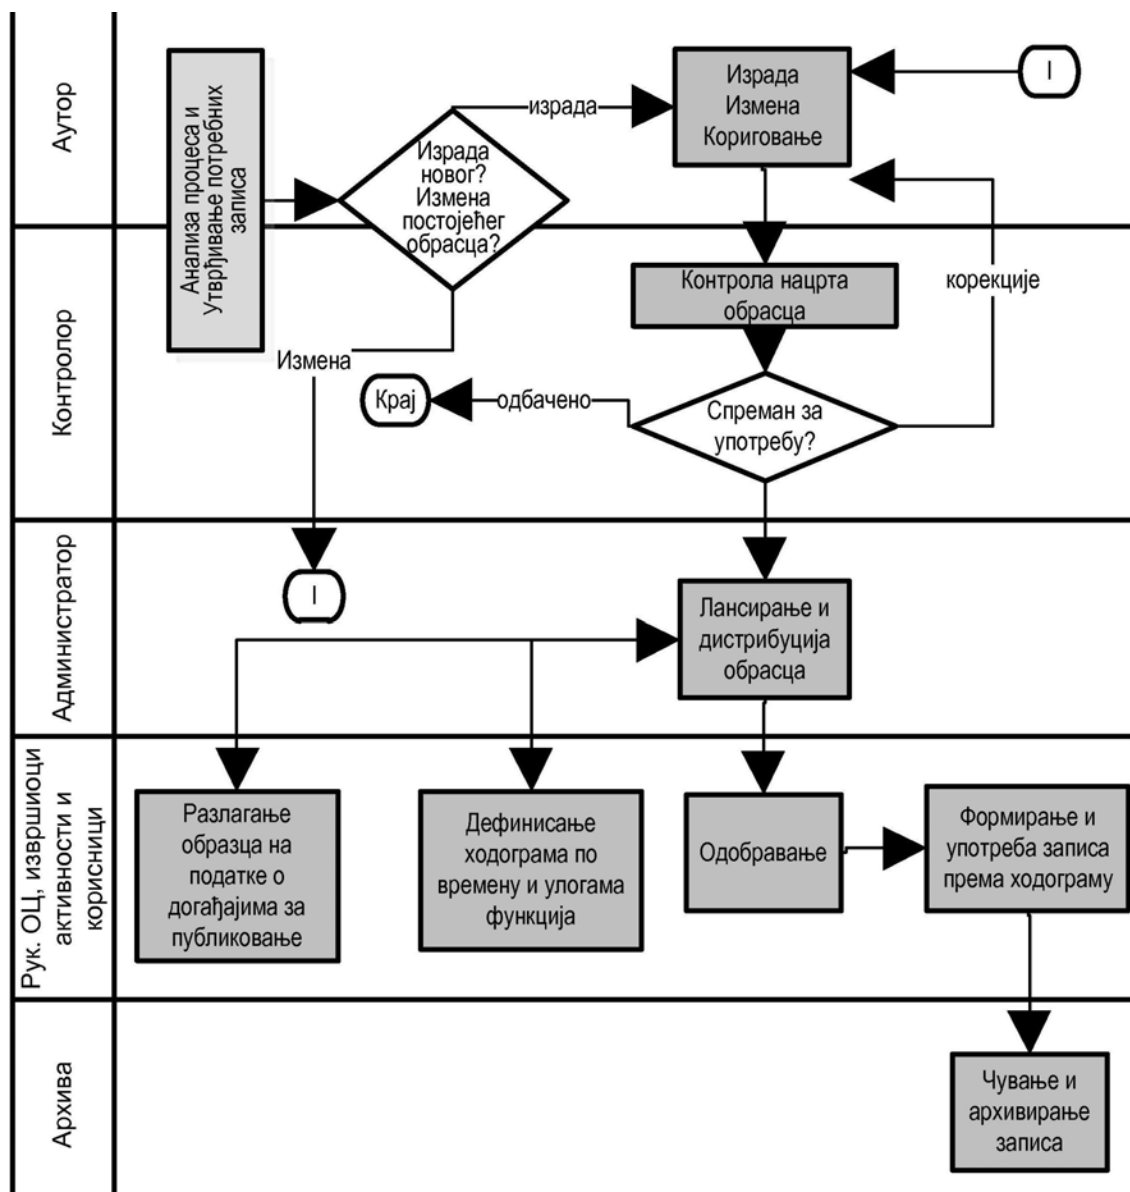 Аутор
Анализа процеса и
Утврђивање потребних
записа
Израда
новог?
Измена
постојећег
обрасца?
израда
Израда
Измена
Кориговање
I
Контролор
Измена
Контрола нацрта
обрасца
корекције
Крај
одбачено
Спреман за
употребу?
Администратор
I
Лансирање и
дистрибуција
обрасца
Рук. ОЦ, извршиоци
активности и
корисници
Разлагање
образца на
податке о
догађајима за
публиковање
Дефинисање
ходограма по
времену и улогама
функција
Одобравање
Формирање и
употреба записа
према ходограму
Архива
Чување и
архивирање
записа